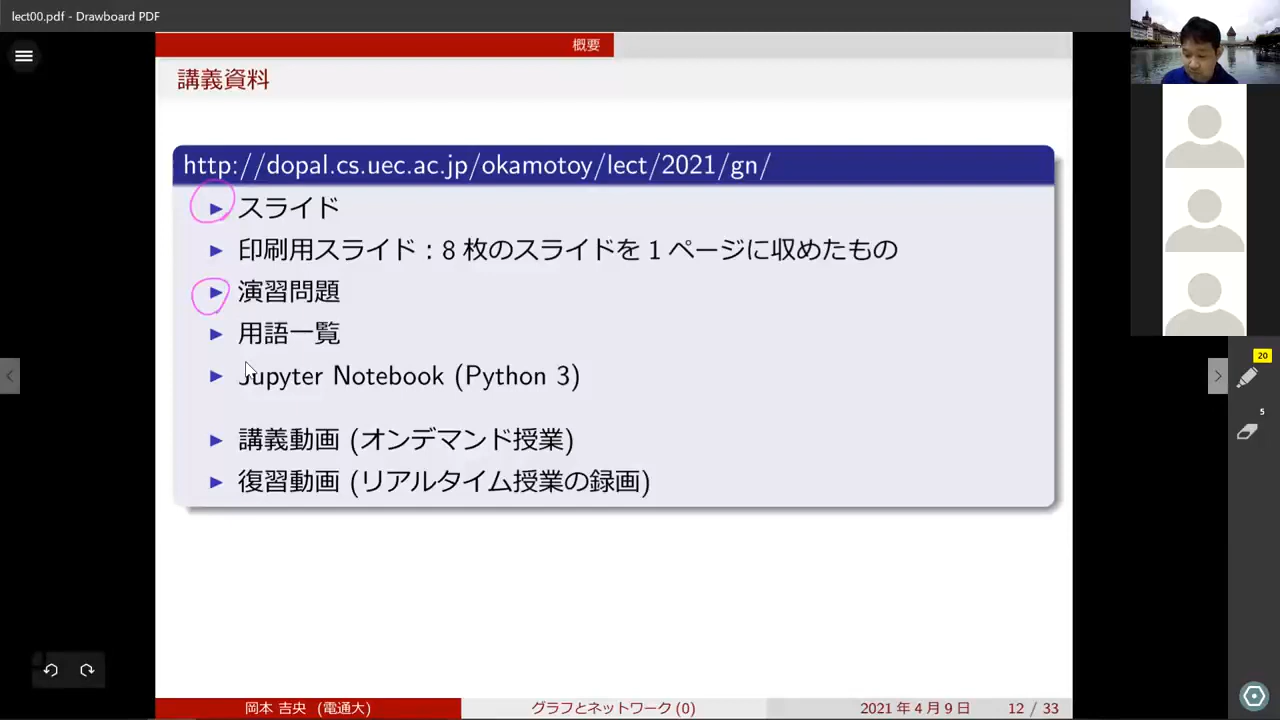 lect00.pdf - Drawboard PDF
概要
講義資料
http://dopal.cs.uec.ac.jp/okamotoy/lect/2021/gn/
スライド
印刷用スライド : 8 枚のスライドを 1 ページに収めたもの
演習問題
用語一覧
Jupyter Notebook (Python 3)
講義動画 (オンデマンド授業)
復習動画 (リアルタイム授業の録画)
20
5
岡本 吉央 (電通大)
グラフとネットワーク (0)
2021 年 4 月 9 日
12 / 33